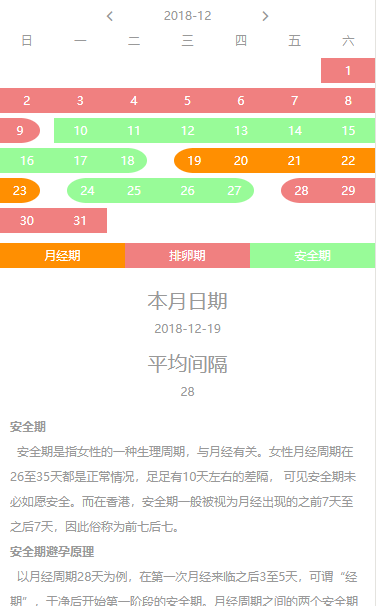 2018-12
日 一 二 三 四 五 六
1
2 3 4 5 6 7 8
9 10 11 12 13 14 15
16 17 18 19 20 21 22
23 24 25 26 27 28 29
30 31
月经期 排卵期 安全期
本月日期
2018-12-19
平均间隔
28
安全期
安全期是指女性的一种生理周期，与月经有关。女性月经周期在
26至35天都是正常情况，足足有10天左右的差隔， 可见安全期未
必如愿安全。而在香港，安全期一般被视为月经出现的之前7天至
之后7天，因此俗称为前七后七。
安全期避孕原理
以月经周期28天为例，在第一次月经来临之后3至5天，可谓“经
期”，干净后开始第一阶段的安全期。月经周期之间的两个安全期